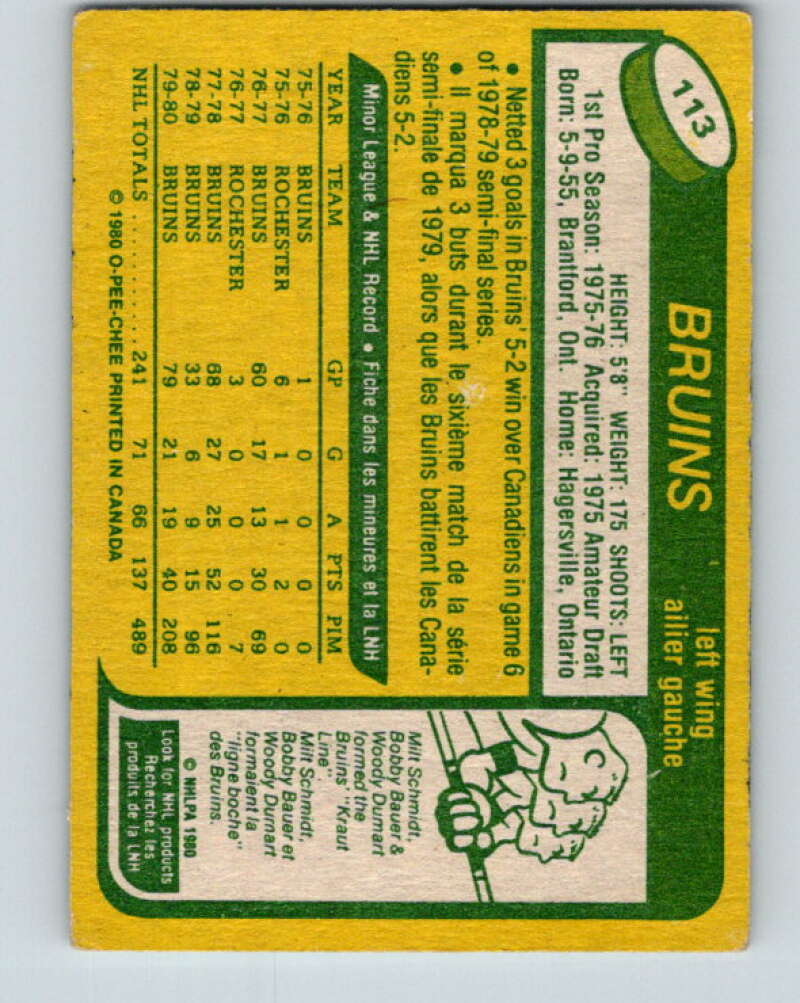 113
BRUINS
left wing
ailier gauche
HEIGHT: 5'8" WEIGHT: 175 SHOOTS: LEFT
1st Pro Season: 1975-76 Acquired: 1975 Amateur Draft
Born: 5-9-55, Brantford, Ont. Home: Hagersville, Ontario
• Netted 3 goals in Bruins' 5-2 win over Canadiens in game 6
of 1978-79 semi-final series.
• Il marqua 3 buts durant le sixième match de la série
semi-finale de 1979, alors que les Bruins battirent les Cana-
diens 5-2.
Minor League & NHL Record • Fiche dans les mineures et la LNH
YEAR TEAM GP G A PTS PIM
75-76 BRUINS 1 0 0 0 0
75-76 ROCHESTER 6 1 1 2 0
76-77 BRUINS 60 17 13 30 69
76-77 ROCHESTER 3 0 0 0 7
77-78 BRUINS 68 27 25 52 116
78-79 BRUINS 33 6 9 15 96
79-80 BRUINS 79 21 19 40 208
NHL TOTALS .......... 241 71 66 137 489
© 1980 O-PEE-CHEE PRINTED IN CANADA
Milt Schmidt,
Bobby Bauer &
Woody Dumart
formed the
Bruins' "Kraut
Line"
Milt Schmidt,
Bobby Bauer et
Woody Dumart
formaient la
"ligne boche"
des Bruins.
© NHLPA 1980
Look for NHL products
Recherchez les
produits de la LNH